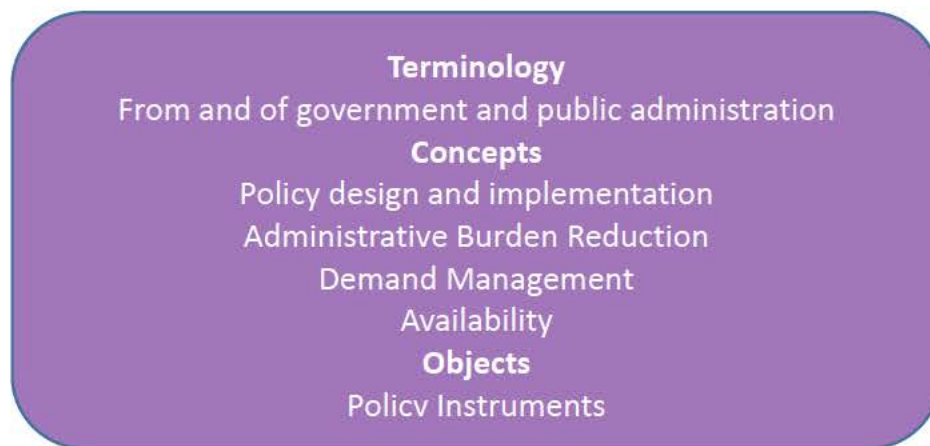 Terminology
From and of government and public administration
Concepts
Policy design and implementation
Administrative Burden Reduction
Demand Management
Availability
Objects
Policy Instruments